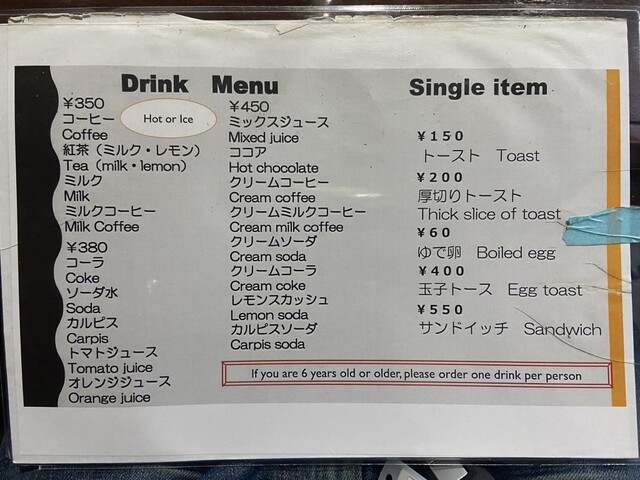 Drink Menu
¥350
Hot or Ice
コーヒー
Coffee
紅茶（ミルク・レモン）
Tea（milk・lemon）
ミルク
Milk
ミルクコーヒー
Milk Coffee
¥380
コーラ
Coke
ソーダ水
Soda
カルピス
Carpis
トマトジュース
Tomato juice
オレンジジュース
Orange juice
¥450
ミックスジュース
Mixed juice
ココア
Hot chocolate
クリームコーヒー
Cream coffee
クリームミルクコーヒー
Cream milk coffee
クリームソーダ
Cream soda
クリームコーラ
Cream coke
レモンスカッシュ
Lemon soda
カルピスソーダ
Carpis soda
Single item
¥150
トースト Toast
¥200
厚切りトースト
Thick slice of toast
¥60
ゆで卵 Boiled egg
¥400
玉子トース Egg toast
¥550
サンドイッチ Sandwich
If you are 6 years old or older, please order one drink per person